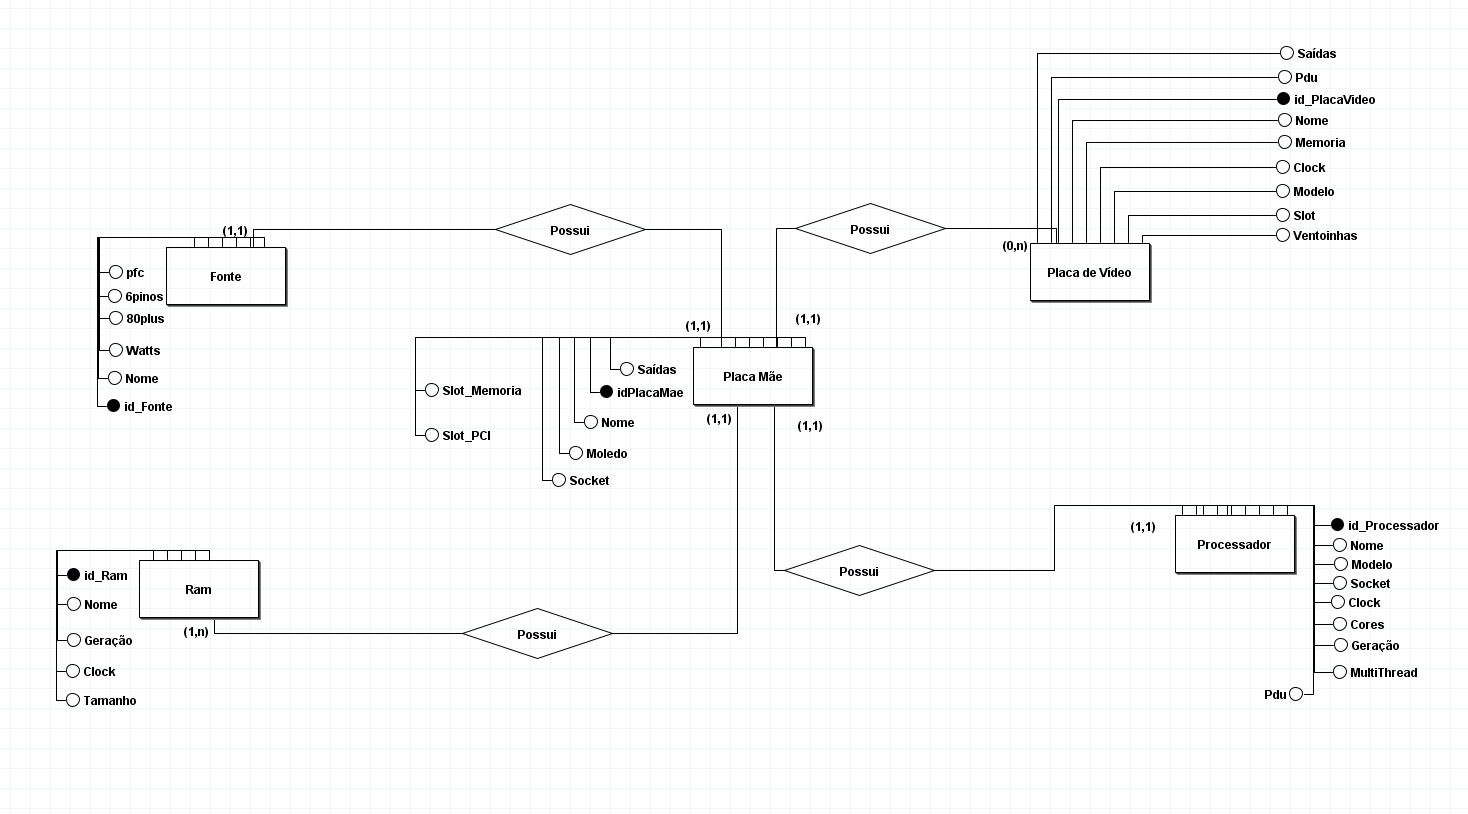 Saídas
Pdu
id_PlacaVideo
Nome
Memoria
Clock
Modelo
Slot
Ventoinhas
(0,n)
Placa de Vídeo
Possui
Possui
(1,1)
Fonte
pfc
6pinos
80plus
Watts
Nome
id_Fonte
(1,1)
(1,1)
Placa Mãe
Saídas
idPlacaMae
Nome
Moledo
Socket
Slot_Memoria
Slot_PCI
(1,1)
(1,1)
(1,1)
Processador
id_Processador
Nome
Modelo
Socket
Clock
Cores
Geração
MultiThread
Pdu
Possui
Possui
Ram
(1,n)
id_Ram
Nome
Geração
Clock
Tamanho